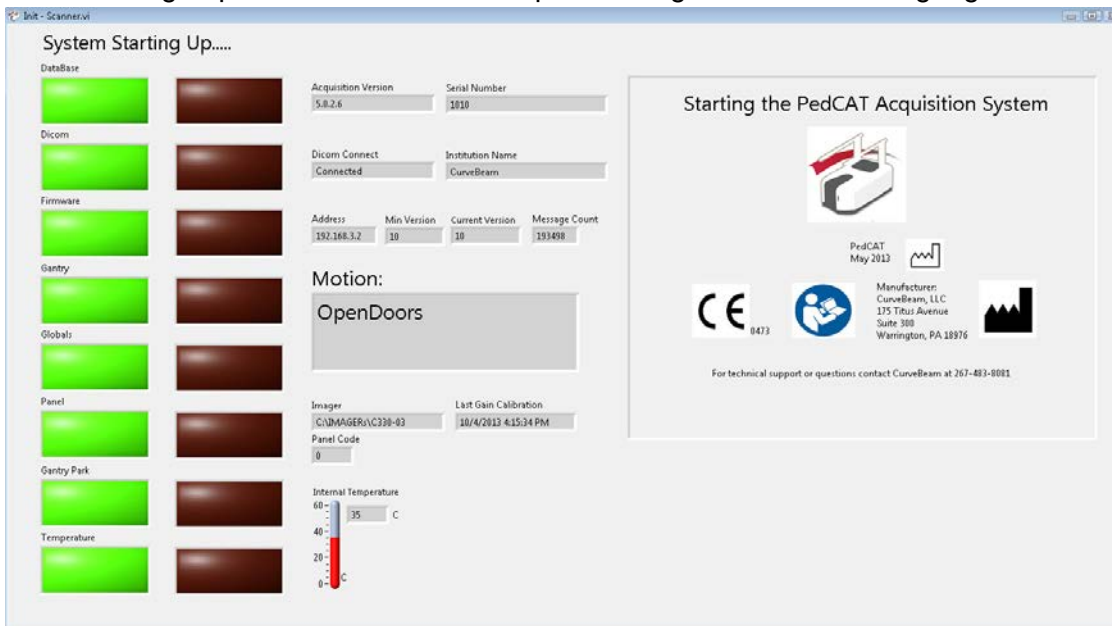 Init - Scanner.vi
System Starting Up.....
DataBase
Dicom
Firmware
Gantry
Globals
Panel
Gantry Park
Temperature
Acquisition Version
Serial Number
5.0.2.6
1010
Dicom Connect
Institution Name
Connected
CurveBeam
Address
Min Version
Current Version
Message Count
192.168.3.2
10
10
193498
Motion:
OpenDoors
Imager
Last Gain Calibration
C:\IMAGERs\C330-03
10/4/2013 4:15:34 PM
Panel Code
0
Internal Temperature
60
35
C
40
20
0
C
Starting the PedCAT Acquisition System
PedCAT
May 2013
CE
0473
Manufacturer:
CurveBeam, LLC
175 Titus Avenue
Suite 300
Warrington, PA 18976
For technical support or questions contact CurveBeam at 267-483-8081